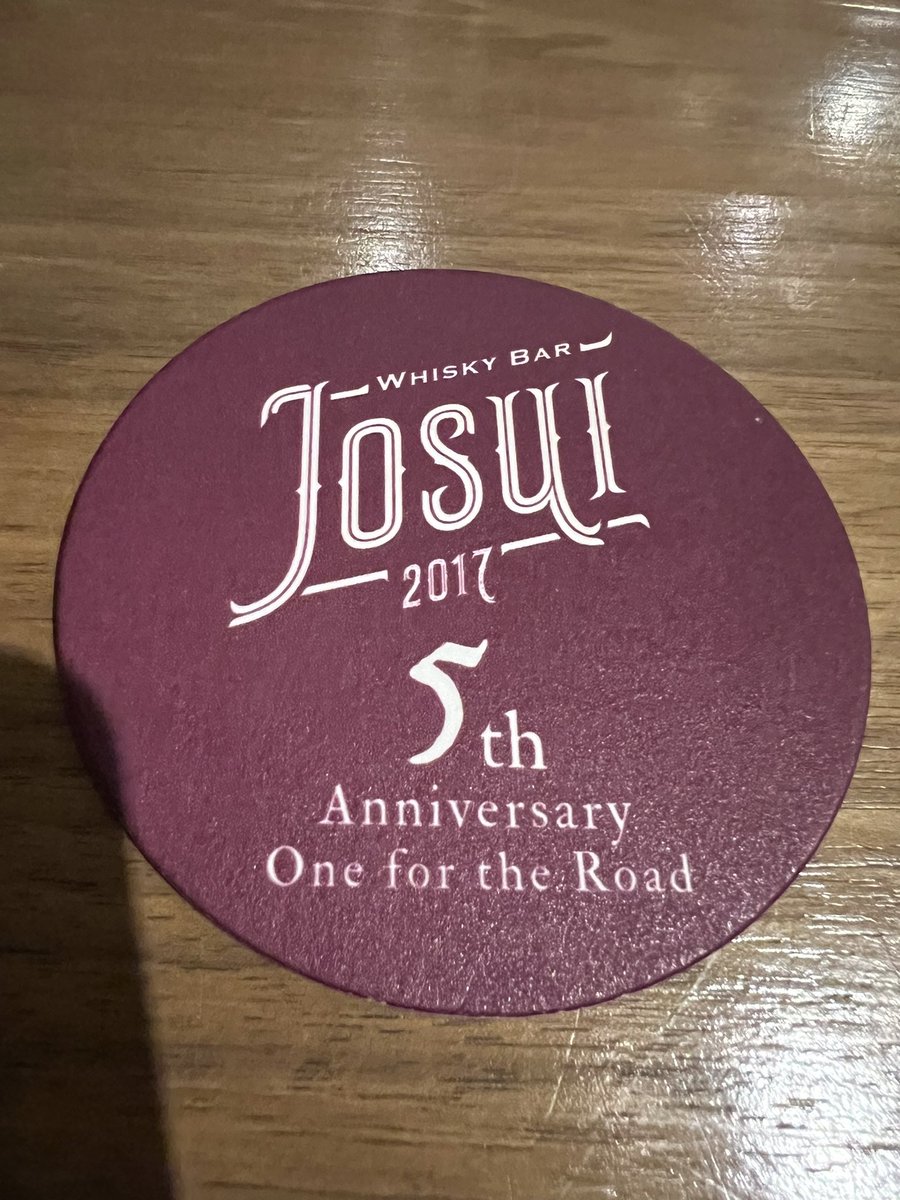 Whisky Bar
Josui
2017
5th
Anniversary
One for the Road